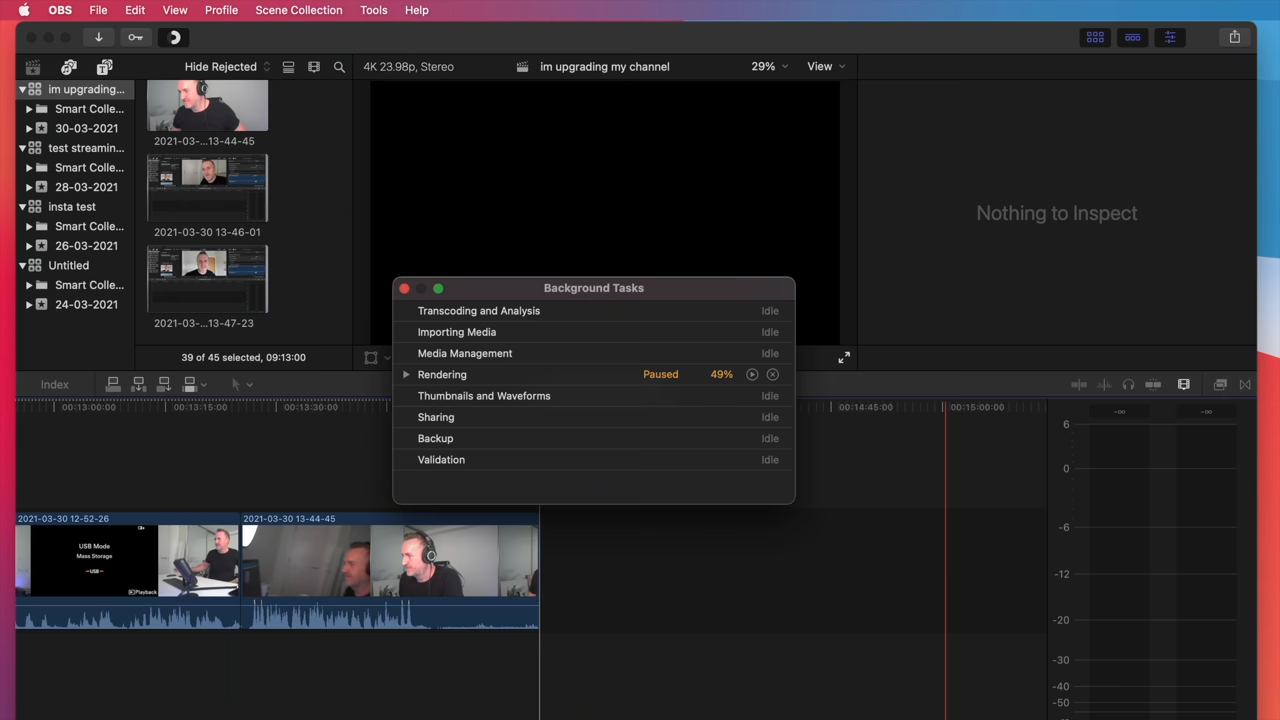 OBS File Edit View Profile Scene Collection Tools Help
Hide Rejected 4K 23.98p, Stereo im upgrading my channel 29% View
im upgrading...
Smart Colle...
30-03-2021
test streamin...
Smart Colle...
28-03-2021
insta test
Smart Colle...
26-03-2021
Untitled
Smart Colle...
24-03-2021
2021-03-...13-44-45
2021-03-30 13-46-01
2021-03-...13-47-23
39 of 45 selected, 09:13:00
Nothing to Inspect
Background Tasks
Transcoding and Analysis Idle
Importing Media Idle
Media Management Idle
Rendering Paused 49%
Thumbnails and Waveforms Idle
Sharing Idle
Backup Idle
Validation Idle
Index
00:13:00:00 00:13:15:00 00:13:30:00 00:14:45:00 00:15:00:00
2021-03-30 12-52-26 2021-03-30 13-44-45
USB Mode
Mass Storage
USB
Playback
-∞ -∞
6
0
-6
-12
-20
-30
-40
-50